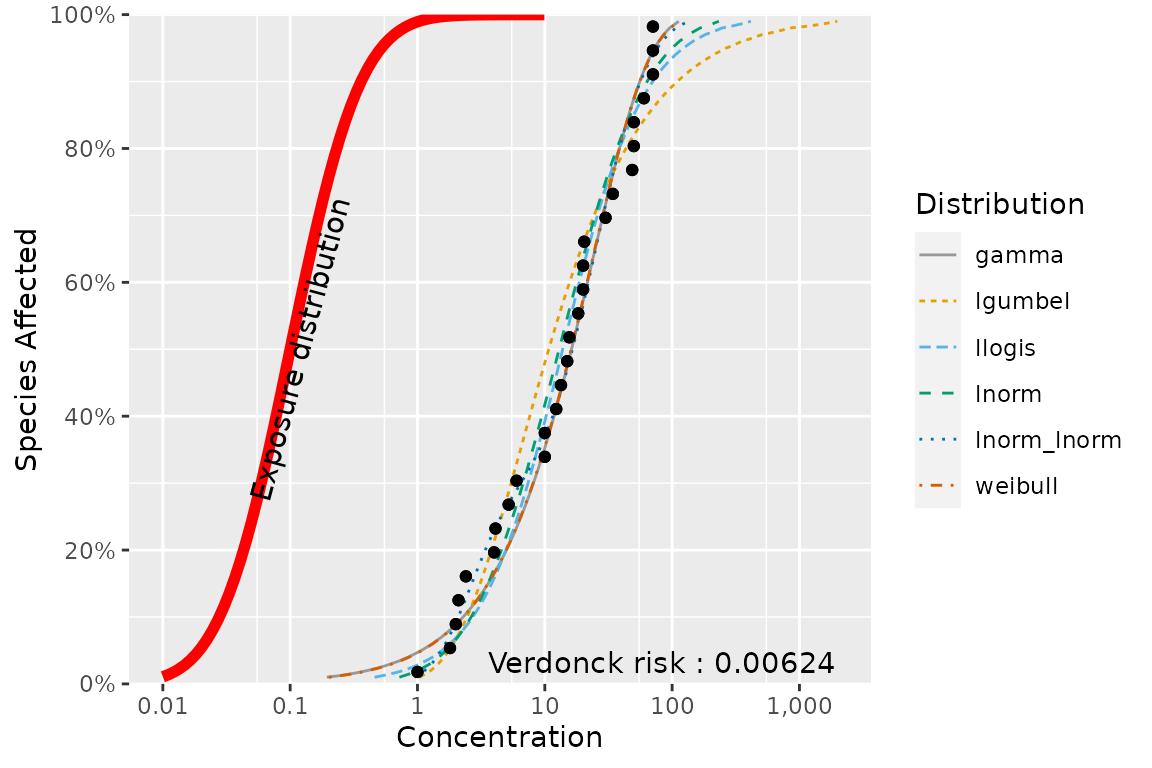 100%
80%
60%
40%
20%
0%
Species Affected
Exposure distribution
Verdonck risk : 0.00624
0.01 0.1 1 10 100 1,000
Concentration
Distribution
gamma
lgumbel
llogis
lnorm
lnorm_lnorm
weibull